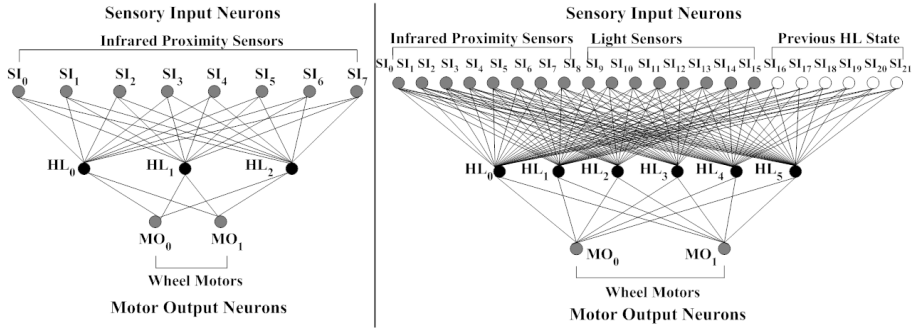 Sensory Input Neurons
Infrared Proximity Sensors
SI0 SI1 SI2 SI3 SI4 SI5 SI6 SI7
HL0 HL1 HL2
MO0 MO1
Wheel Motors
Motor Output Neurons
Sensory Input Neurons
Infrared Proximity Sensors Light Sensors Previous HL State
SI0 SI1 SI2 SI3 SI4 SI5 SI6 SI7 SI8 SI9 SI10 SI11 SI12 SI13 SI14 SI15 SI16 SI17 SI18 SI19 SI20 SI21
HL0 HL1 HL2 HL3 HL4 HL5
MO0 MO1
Wheel Motors
Motor Output Neurons